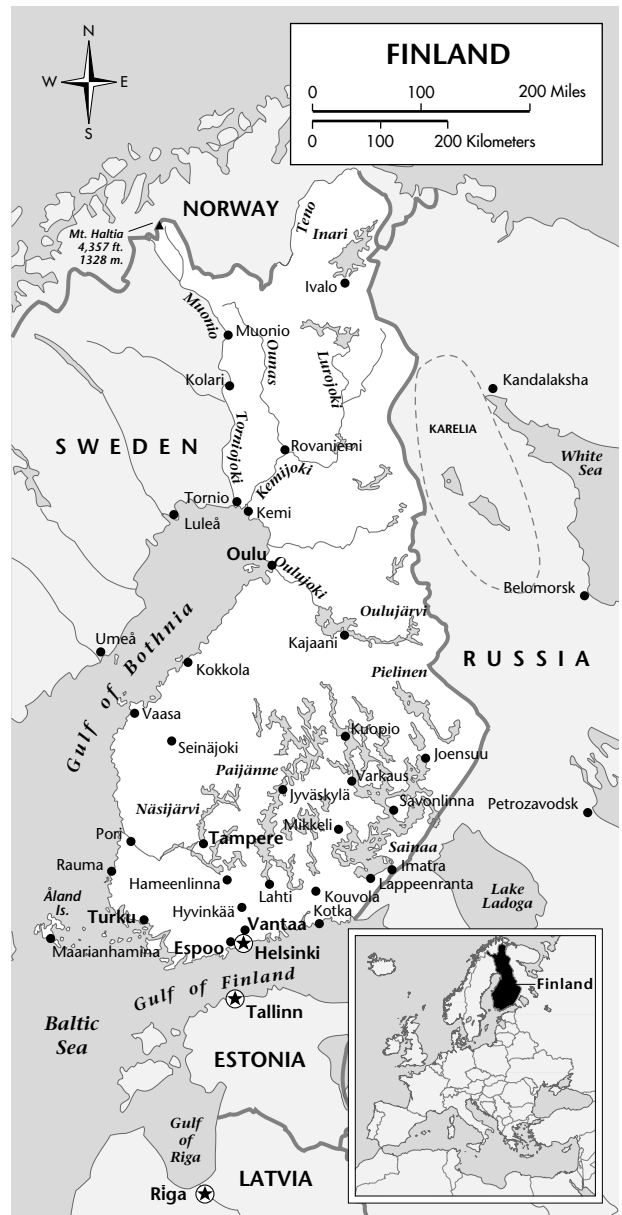 N
W E
S
FINLAND
0 100 200 Miles
0 100 200 Kilometers
NORWAY
Teno
Mt. Haltia
4,357 ft.
1328 m.
Inari
Ivalo
Muonio
Muonio
Ounas
Lurojoki
Kolari
Kandalaksha
KARELIA
Torniojoki
SWEDEN
Rovaniemi
White
Sea
Kemijoki
Tornio
Kemi
Luleå
Oulu
Oulujoki
Belomorsk
Oulujärvi
Kajaani
Umeå
Gulf of Bothnia
Kokkola
RUSSIA
Pielinen
Vaasa
Kuopio
Seinäjoki
Joensuu
Paijänne
Varkaus
Jyväskylä
Näsijärvi
Savonlinna
Petrozavodsk
Mikkeli
Pori
Tampere
Sainaa
Rauma
Imatra
Hameenlinna
Lappeenranta
Lahti
Kouvola
Lake
Ladoga
Åland
Is.
Hyvinkää
Turku
Kotka
Vantaa
Maarianhamina
Espoo
Helsinki
Gulf of Finland
Finland
Tallinn
Baltic
Sea
ESTONIA
Gulf
of
Riga
LATVIA
Riga